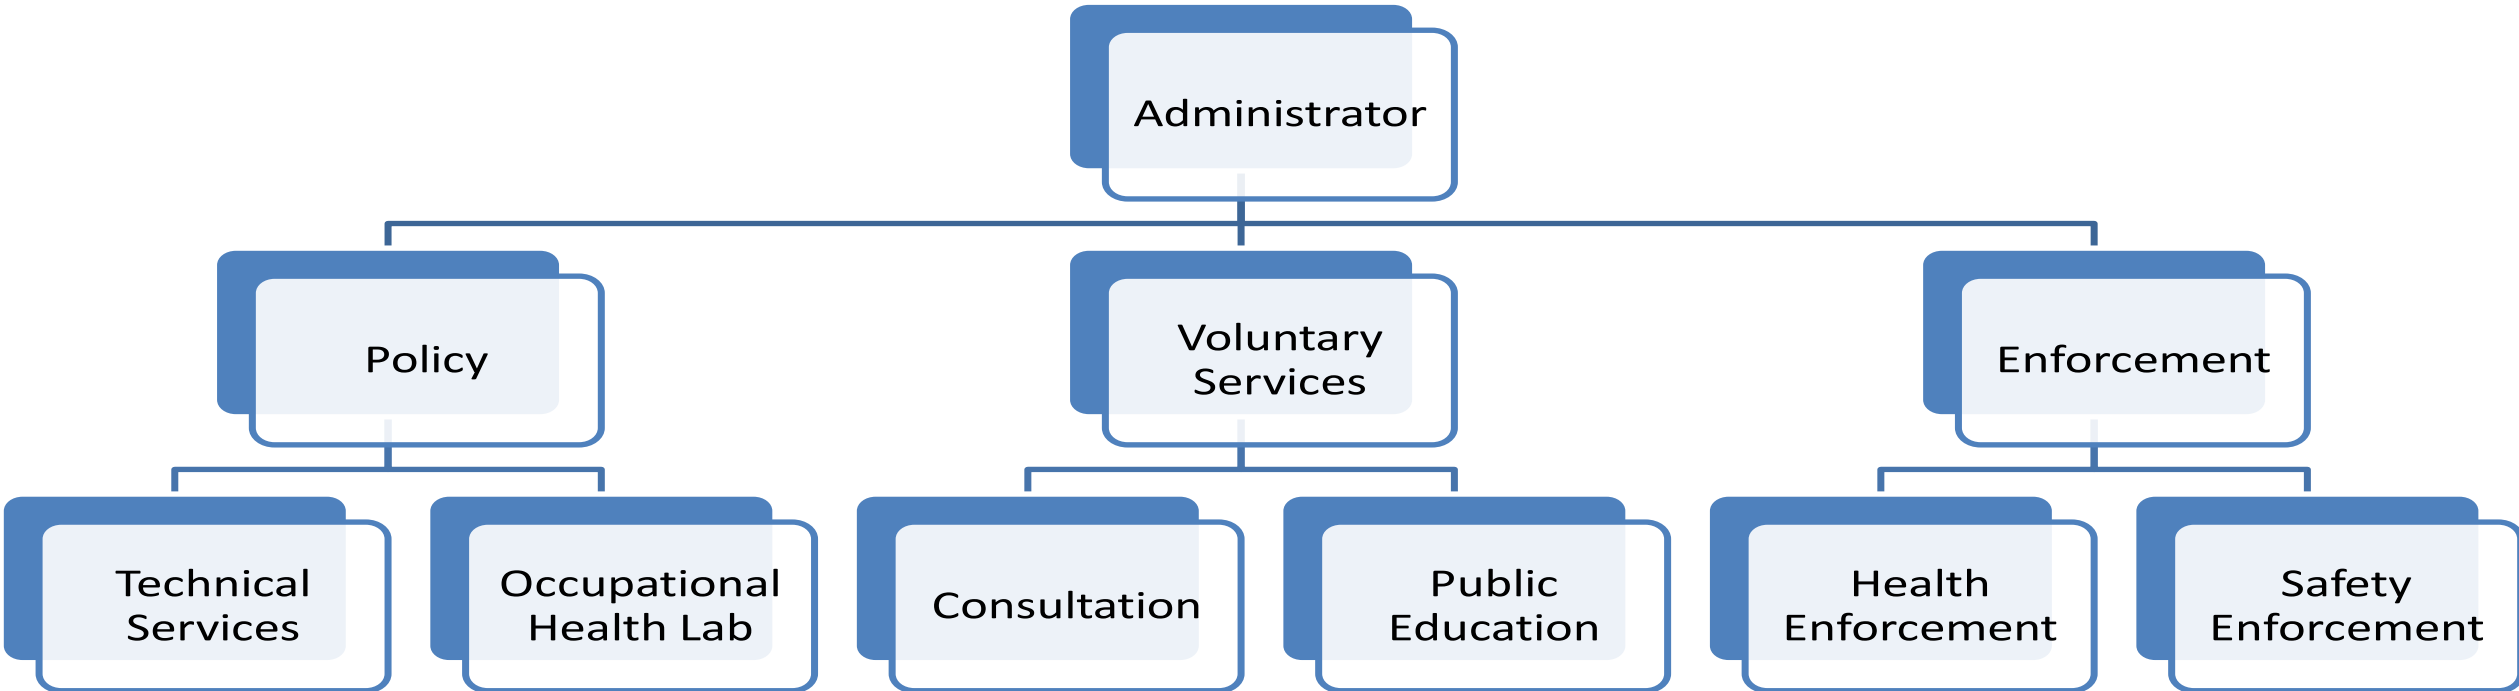 Administrator
Policy
Voluntary
Services
Enforcement
Technical
Services
Occupational
Health Lab
Consultation
Public
Education
Health
Enforcement
Safety
Enforcement